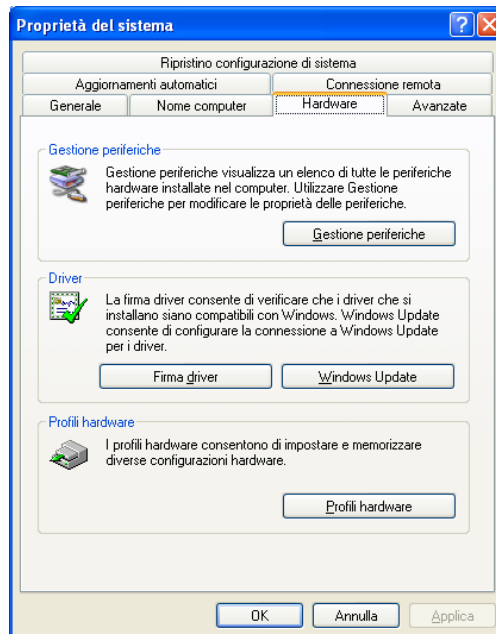 Proprietà del sistema
Ripristino configurazione di sistema
Aggiornamenti automatici
Connessione remota
Generale
Nome computer
Hardware
Avanzate
Gestione periferiche
Gestione periferiche visualizza un elenco di tutte le periferiche
hardware installate nel computer. Utilizzare Gestione
periferiche per modificare le proprietà delle periferiche.
Gestione periferiche
Driver
La firma driver consente di verificare che i driver che si
installano siano compatibili con Windows. Windows Update
consente di configurare la connessione a Windows Update
per i driver.
Firma driver
Windows Update
Profili hardware
I profili hardware consentono di impostare e memorizzare
diverse configurazioni hardware.
Profili hardware
OK
Annulla
Applica